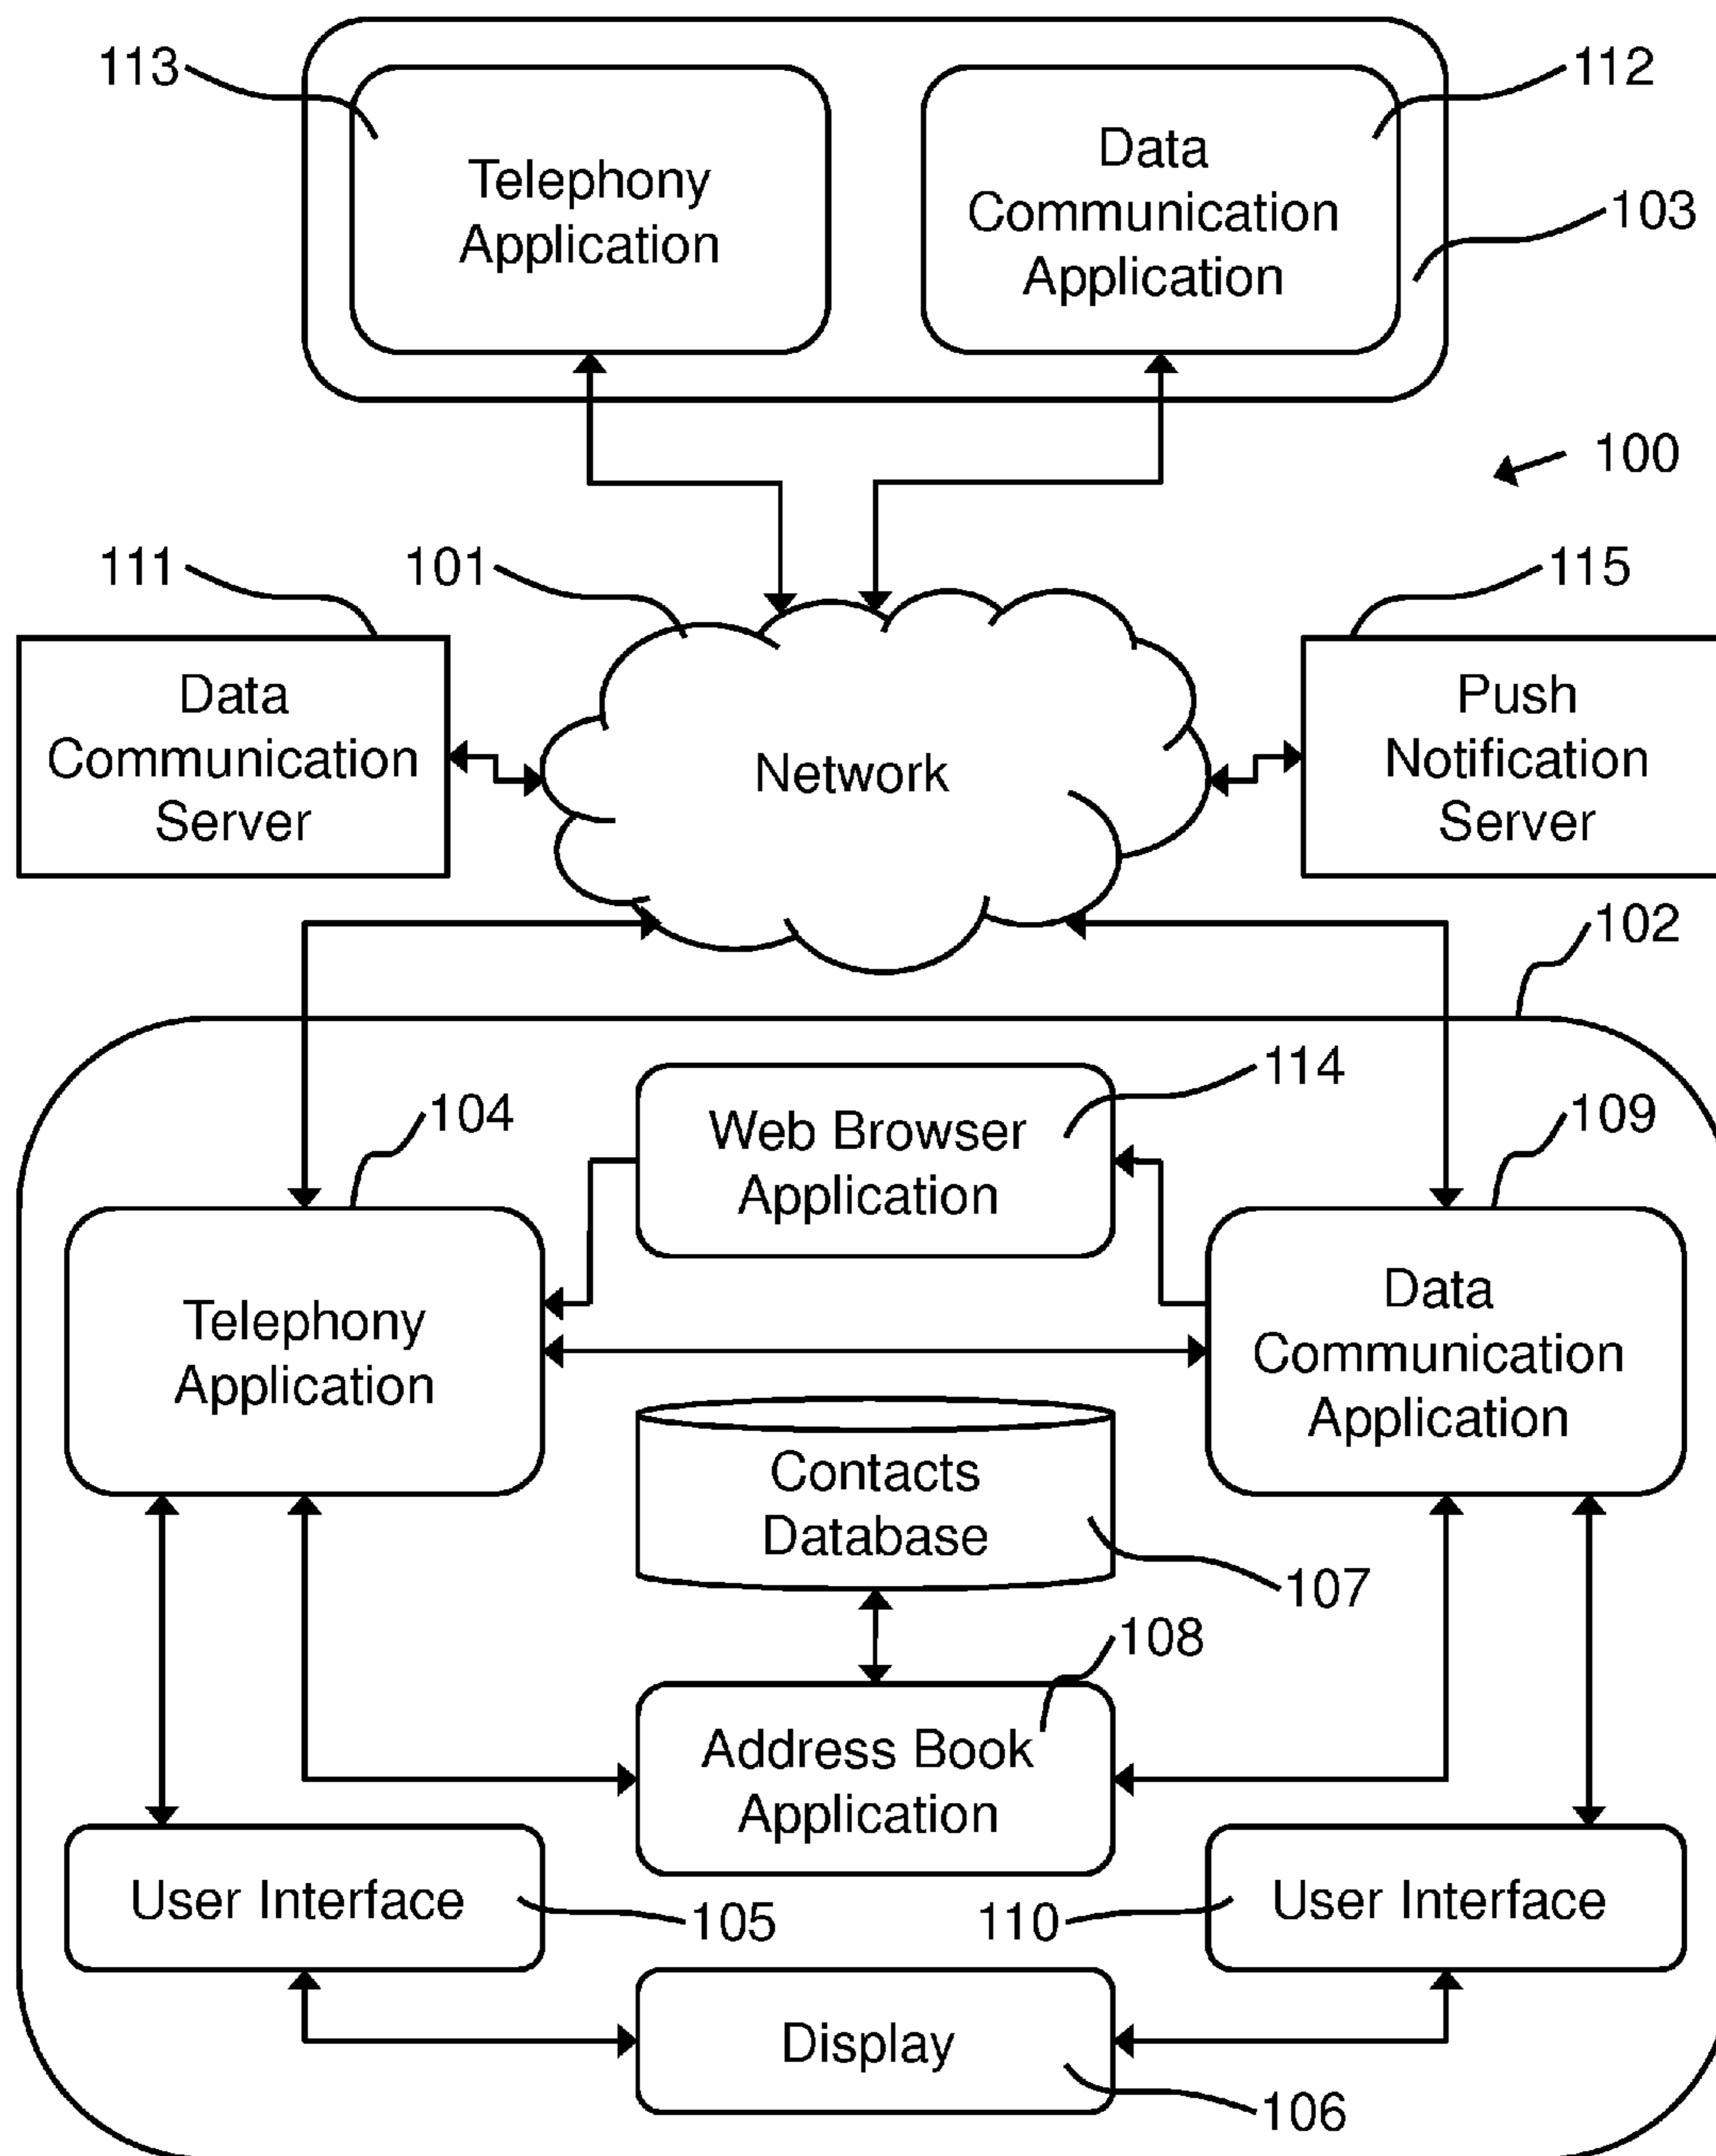 113
Telephony
Application
Data
Communication
Application
112
103
100
111
101
115
Data
Communication
Server
Network
Push
Notification
Server
102
Web Browser
Application
114
104
109
Telephony
Application
Data
Communication
Application
Contacts
Database
107
108
Address Book
Application
User Interface
105
110
User Interface
Display
106